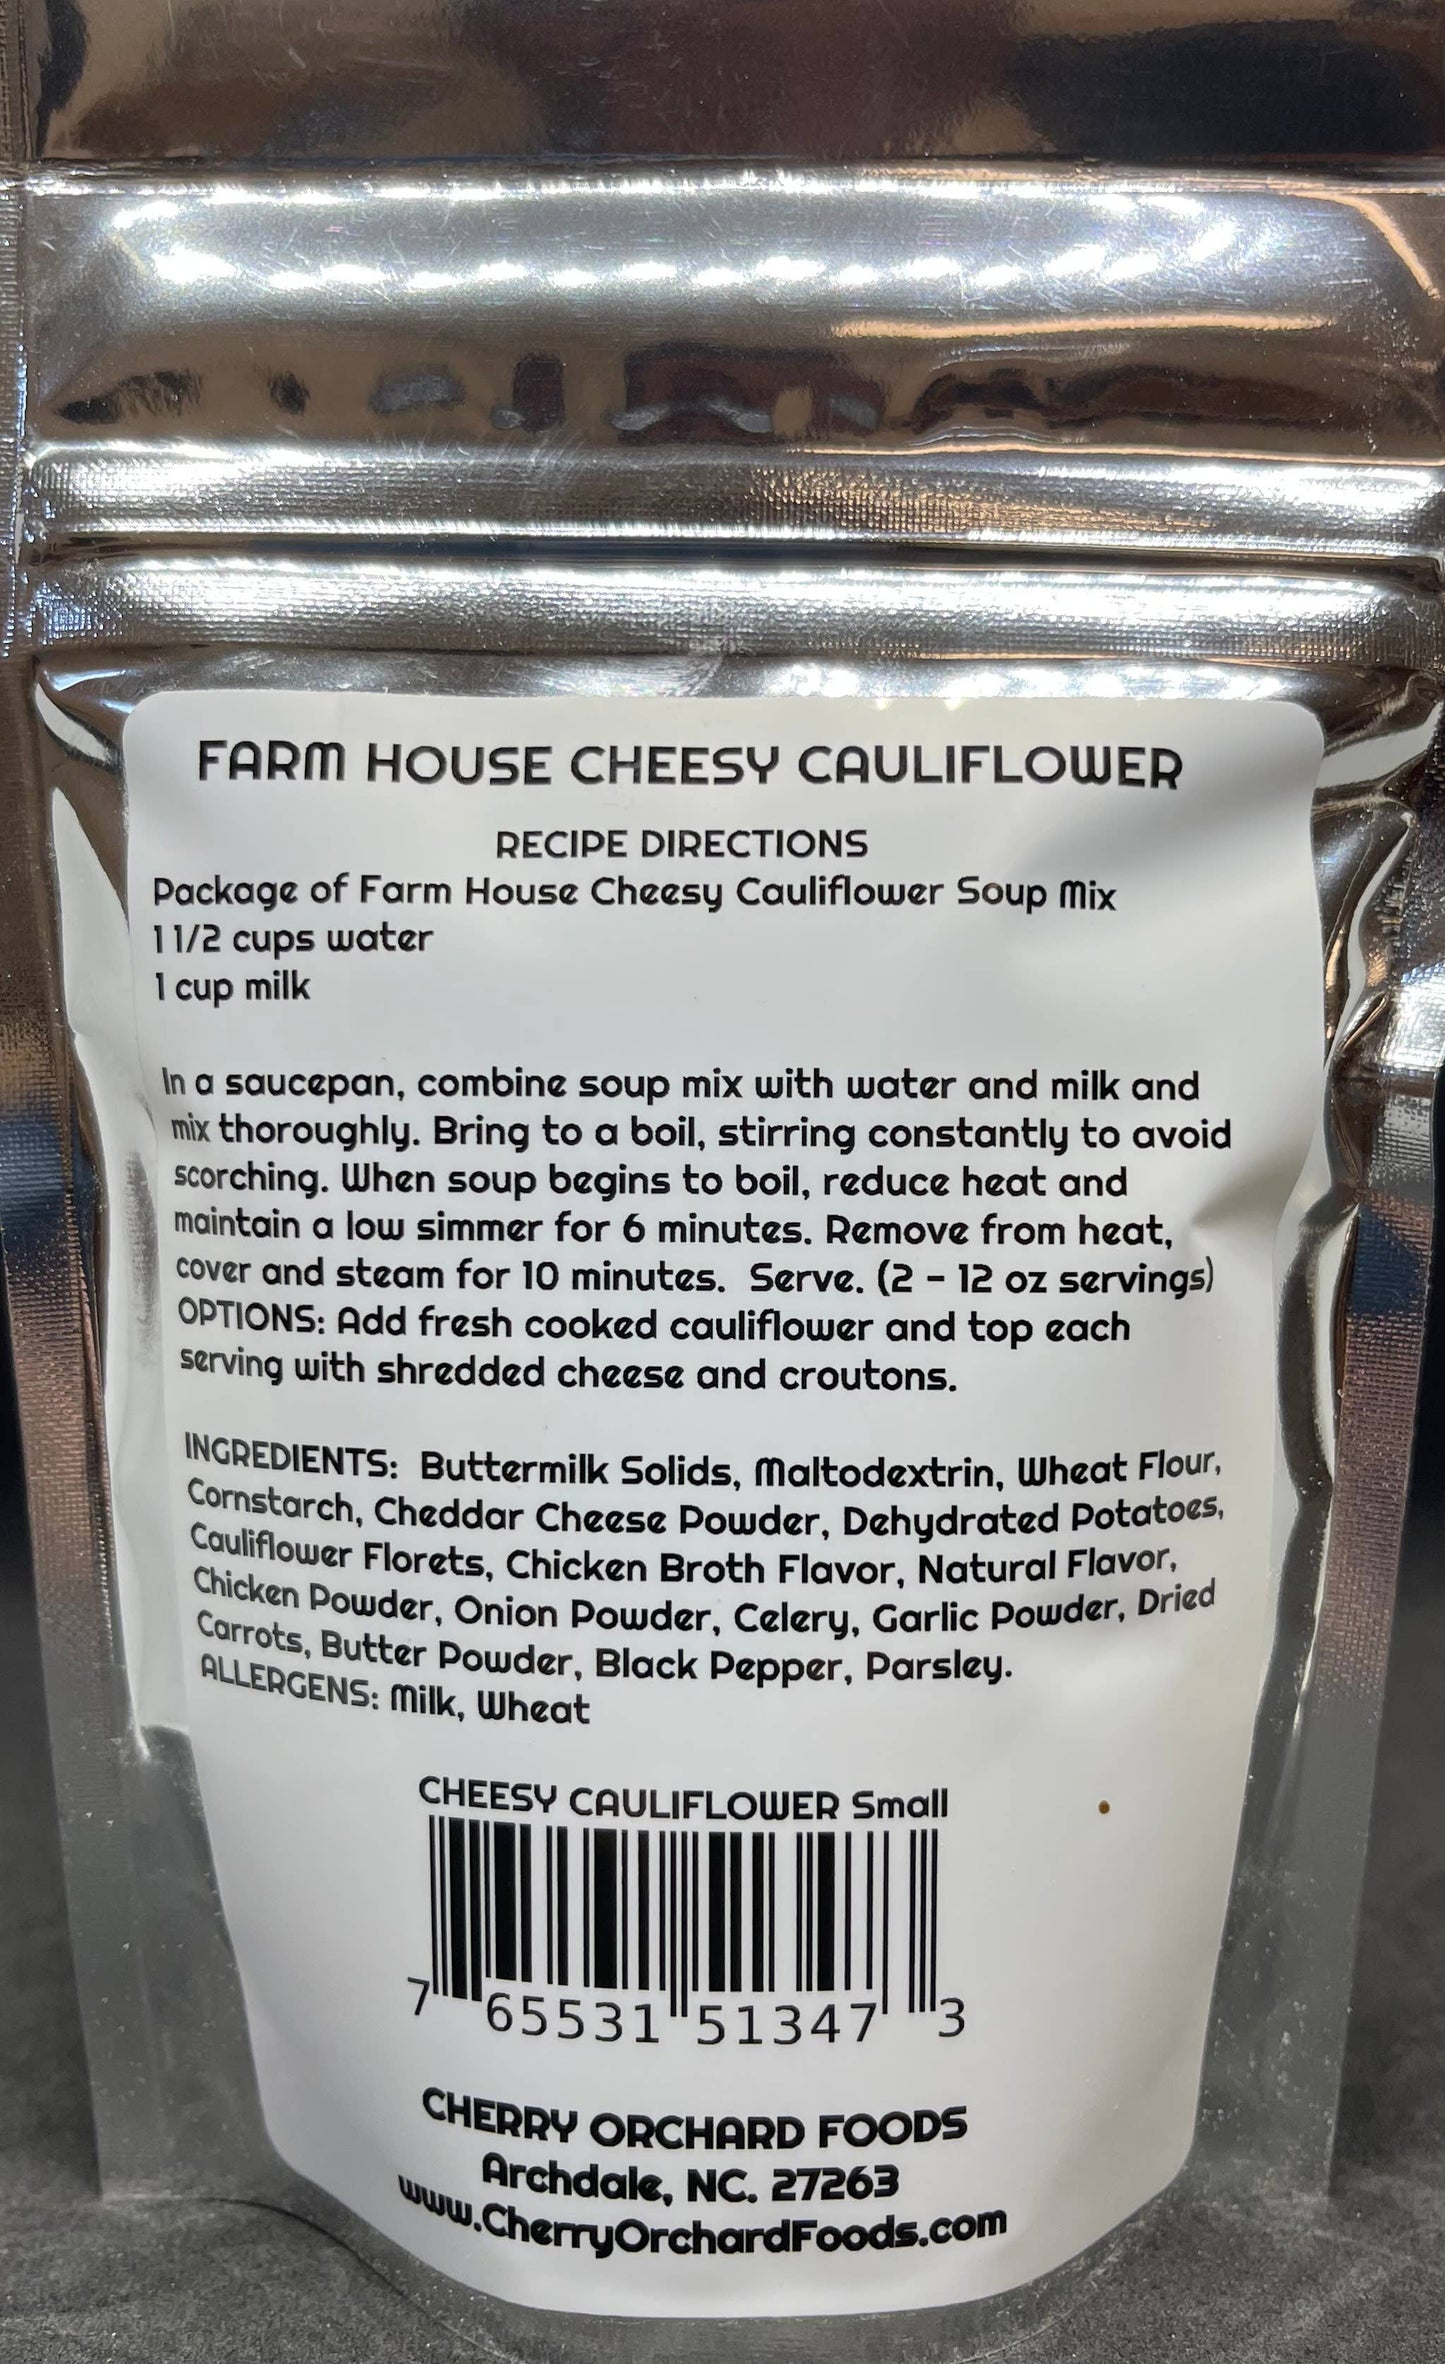 FARM HOUSE CHEESY CAULIFLOWER
RECIPE DIRECTIONS
Package of Farm House Cheesy Cauliflower Soup Mix
1 1/2 cups water
1 cup milk
In a saucepan, combine soup mix with water and milk and
mix thoroughly. Bring to a boil, stirring constantly to avoid
scorching. When soup begins to boil, reduce heat and
maintain a low simmer for 6 minutes. Remove from heat,
cover and steam for 10 minutes.  Serve. (2 - 12 oz servings)
OPTIONS: Add fresh cooked cauliflower and top each
serving with shredded cheese and croutons.
INGREDIENTS:  Buttermilk Solids, Maltodextrin, Wheat Flour,
Cornstarch, Cheddar Cheese Powder, Dehydrated Potatoes,
Cauliflower Florets, Chicken Broth Flavor, Natural Flavor,
Chicken Powder, Onion Powder, Celery, Garlic Powder, Dried
Carrots, Butter Powder, Black Pepper, Parsley.
ALLERGENS: Milk, Wheat
CHEESY CAULIFLOWER Small
7 65531 51347 3
CHERRY ORCHARD FOODS
Archdale, NC. 27263
www.CherryOrchardFoods.com